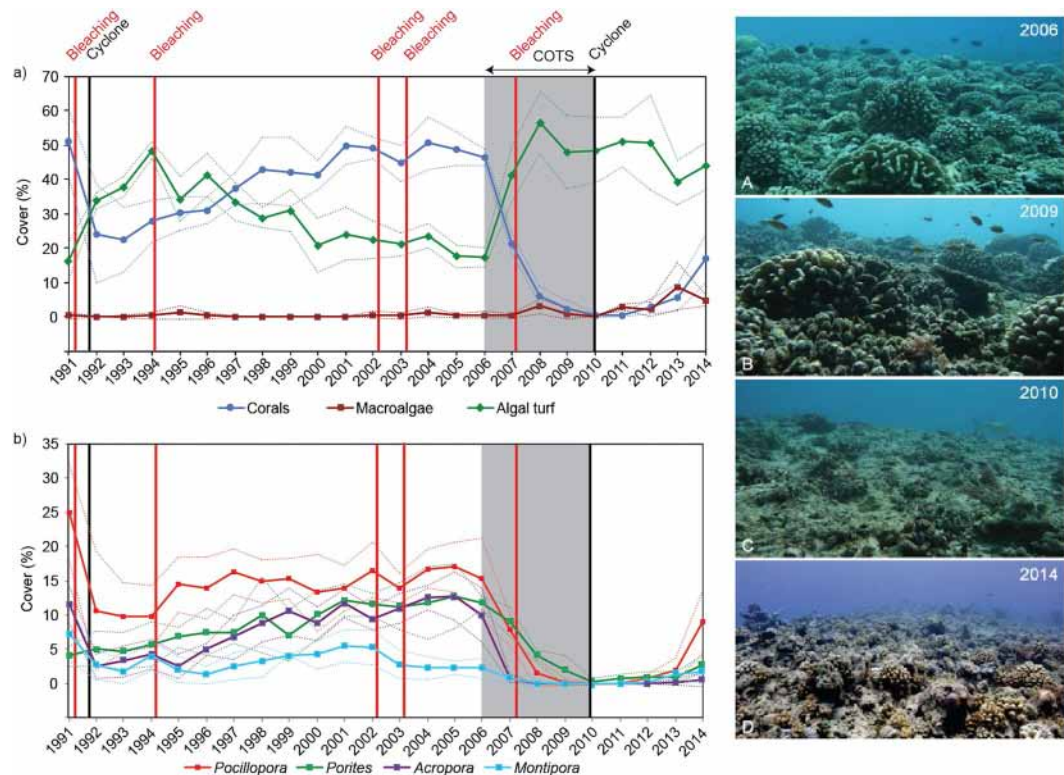 Bleaching
Cyclone
Bleaching
Bleaching
Bleaching
Bleaching
Cyclone
COTS
a)
Cover (%)
70
60
50
40
30
20
10
0
1991 1992 1993 1994 1995 1996 1997 1998 1999 2000 2001 2002 2003 2004 2005 2006 2007 2008 2009 2010 2011 2012 2013 2014
Corals Macroalgae Algal turf
b)
Cover (%)
35
30
25
20
15
10
5
0
1991 1992 1993 1994 1995 1996 1997 1998 1999 2000 2001 2002 2003 2004 2005 2006 2007 2008 2009 2010 2011 2012 2013 2014
Pocillopora Porites Acropora Montipora
2006
A
2009
B
2010
C
2014
D